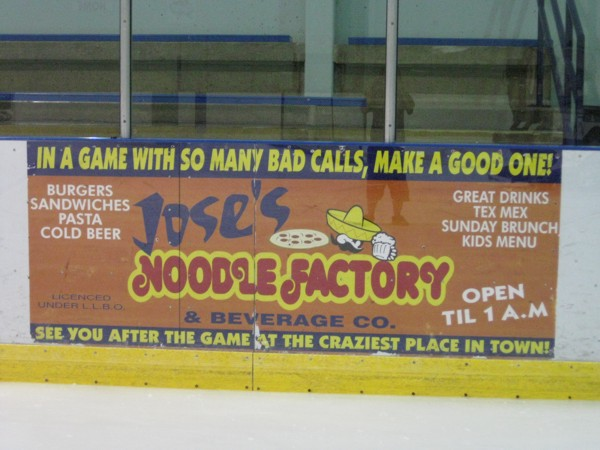 IN A GAME WITH SO MANY BAD CALLS, MAKE A GOOD ONE!
BURGERS
SANDWICHES
PASTA
COLD BEER
JOSE'S
NOODLE FACTORY
& BEVERAGE CO.
GREAT DRINKS
TEX MEX
SUNDAY BRUNCH
KIDS MENU
LICENCED
UNDER L.L.B.O.
OPEN
TIL 1 A.M
SEE YOU AFTER THE GAME AT THE CRAZIEST PLACE IN TOWN!